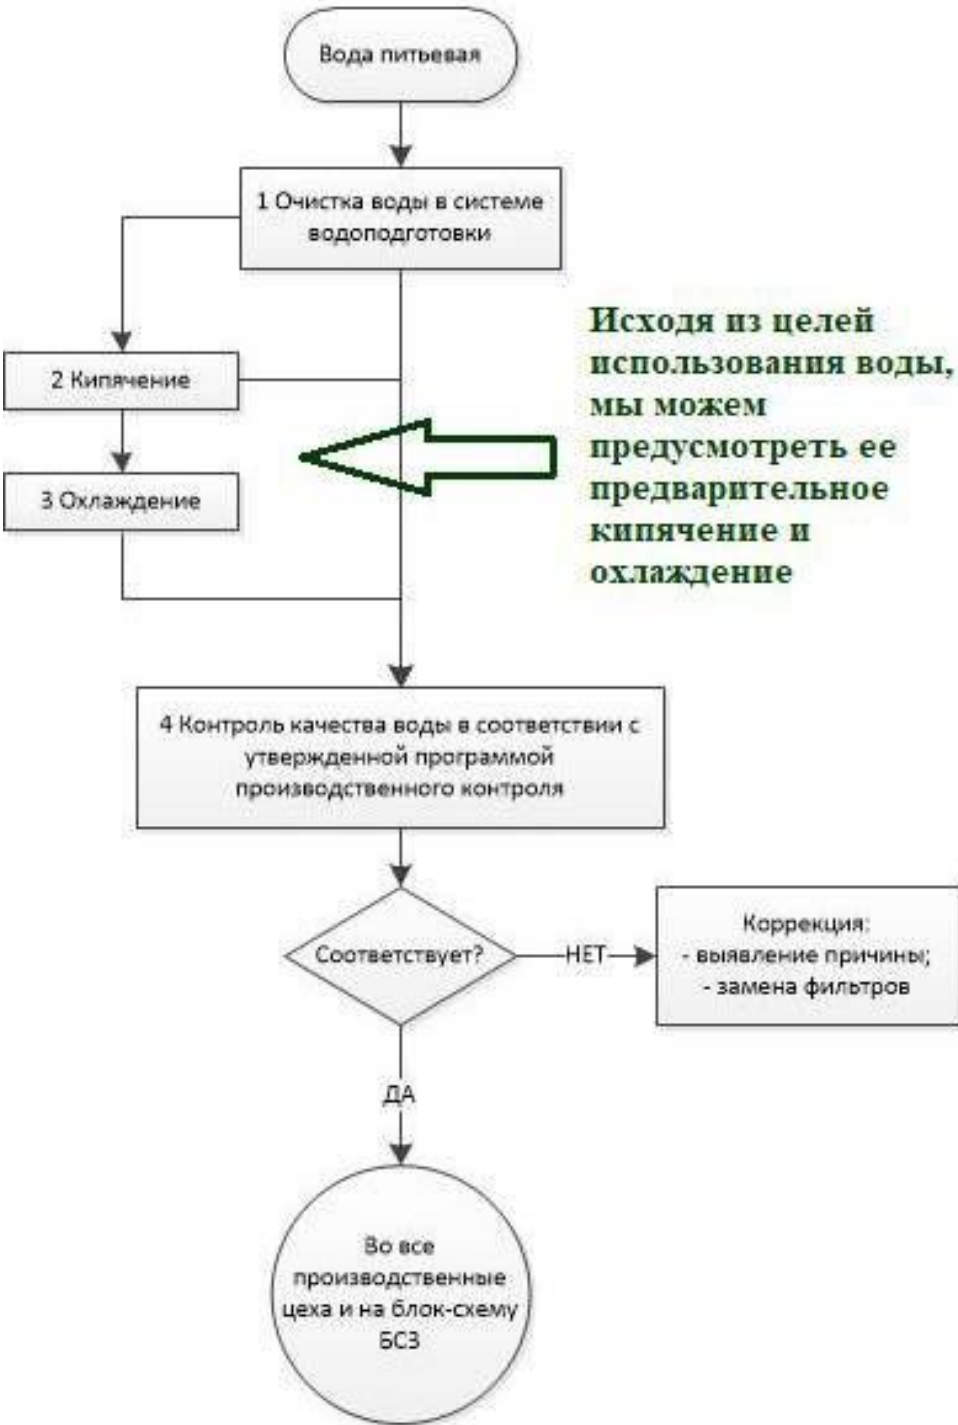 Вода питьевая
1 Очистка воды в системе
водоподготовки
Исходя из целей
использования воды,
мы можем
предусмотреть ее
предварительное
кипячение и
охлаждение
2 Кипячение
3 Охлаждение
4 Контроль качества воды в соответствии с
утвержденной программой
производственного контроля
Соответствует?
НЕТ
Коррекция:
- выявление причины;
- замена фильтров
ДА
Во все
производственные
цеха и на блок-схему
БСЗ